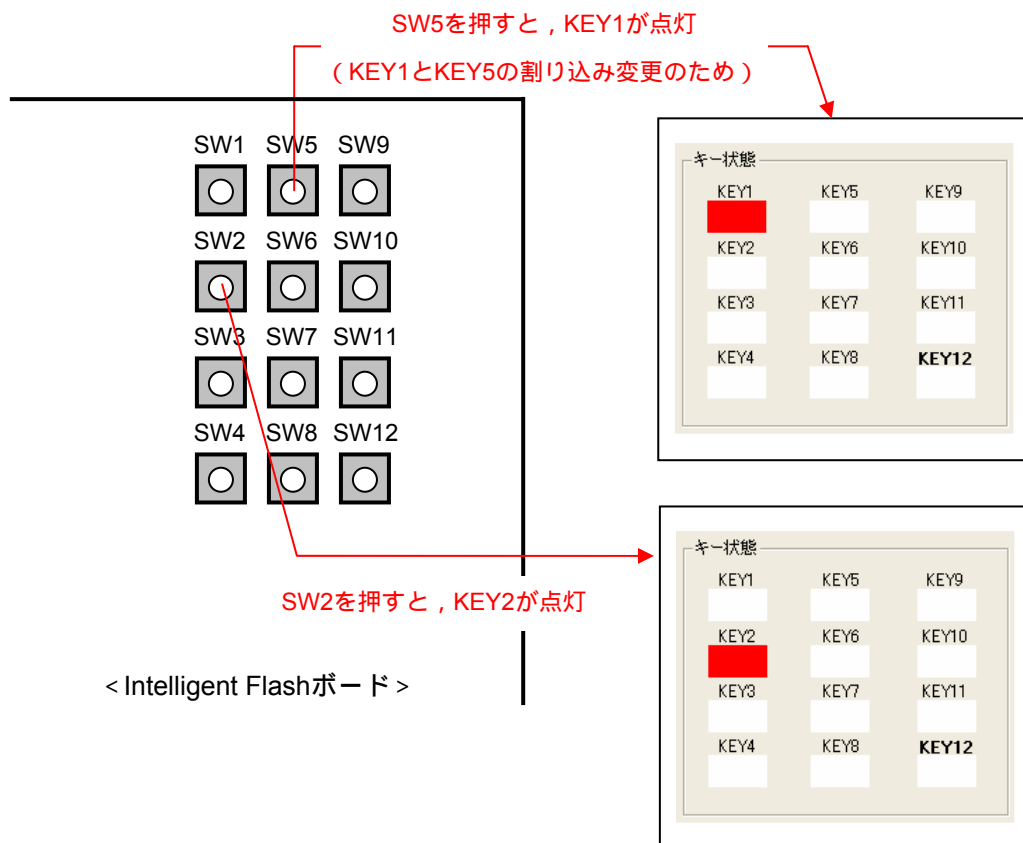 SW5を押すと，KEY1が点灯
（KEY1とKEY5の割り込み変更のため）
SW1 SW5 SW9
SW2 SW6 SW10
SW3 SW7 SW11
SW4 SW8 SW12
SW2を押すと，KEY2が点灯
＜Intelligent Flashボード＞
キー状態
KEY1 KEY5 KEY9
KEY2 KEY6 KEY10
KEY3 KEY7 KEY11
KEY4 KEY8 KEY12
キー状態
KEY1 KEY5 KEY9
KEY2 KEY6 KEY10
KEY3 KEY7 KEY11
KEY4 KEY8 KEY12